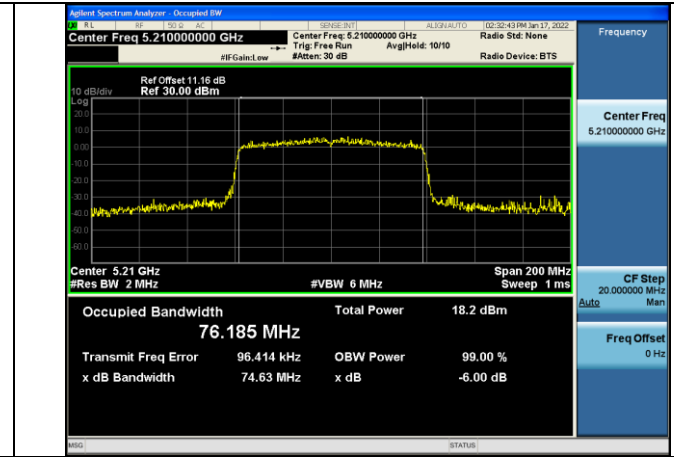 Agilent Spectrum Analyzer - Occupied BW
RL RF 50 Ω AC SENSE:INT ALIGNAUTO 02:32:43 PM Jan 17, 2022
Center Freq 5.210000000 GHz
Center Freq: 5.210000000 GHz
Radio Std: None
Trig: Free Run Avg|Hold: 10/10
#IFGain:Low #Atten: 30 dB Radio Device: BTS
Ref Offset 11.16 dB
10 dB/div Ref 30.00 dBm
Log
20.0
10.0
0.00
-10.0
-20.0
-30.0
-40.0
-50.0
-60.0
Center 5.21 GHz Span 200 MHz
#Res BW 2 MHz #VBW 6 MHz Sweep 1 ms
Occupied Bandwidth Total Power 18.2 dBm
76.185 MHz
Transmit Freq Error 96.414 kHz OBW Power 99.00 %
x dB Bandwidth 74.63 MHz x dB -6.00 dB
MSG STATUS
Frequency
Center Freq
5.210000000 GHz
CF Step
20.000000 MHz
Auto Man
Freq Offset
0 Hz